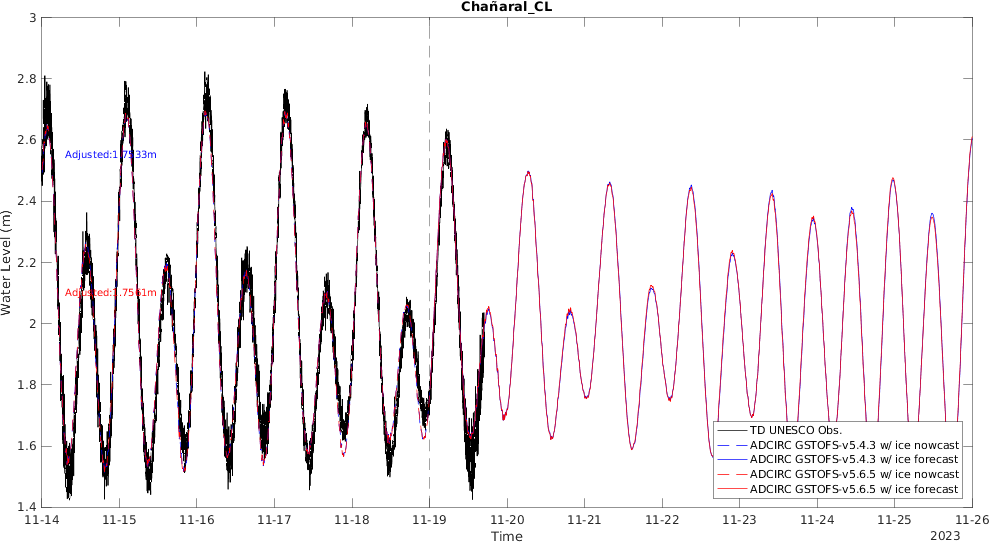 Chañaral_CL
3
2.8
2.6
2.4
2.2
2
1.8
1.6
1.4
Water Level (m)
Adjusted:1.7533m
Adjusted:1.7561m
TD UNESCO Obs.
ADCIRC GSTOFS-v5.4.3 w/ ice nowcast
ADCIRC GSTOFS-v5.4.3 w/ ice forecast
ADCIRC GSTOFS-v5.6.5 w/ ice nowcast
ADCIRC GSTOFS-v5.6.5 w/ ice forecast
11-14 11-15 11-16 11-17 11-18 11-19 11-20 11-21 11-22 11-23 11-24 11-25 11-26
Time
2023